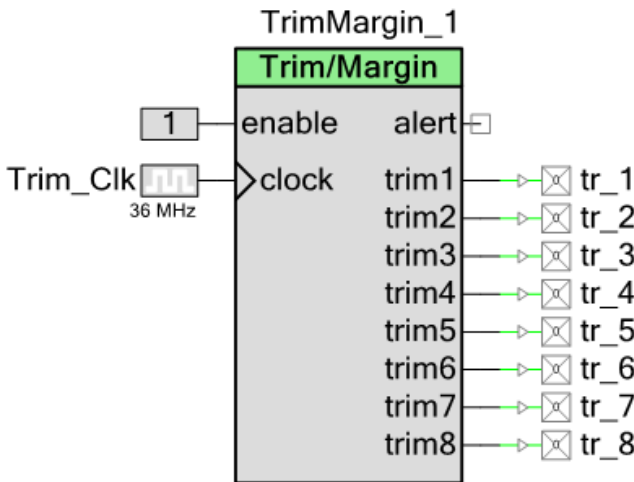 TrimMargin_1
Trim/Margin
1 enable alert
Trim_Clk clock
36 MHz
trim1 tr_1
trim2 tr_2
trim3 tr_3
trim4 tr_4
trim5 tr_5
trim6 tr_6
trim7 tr_7
trim8 tr_8